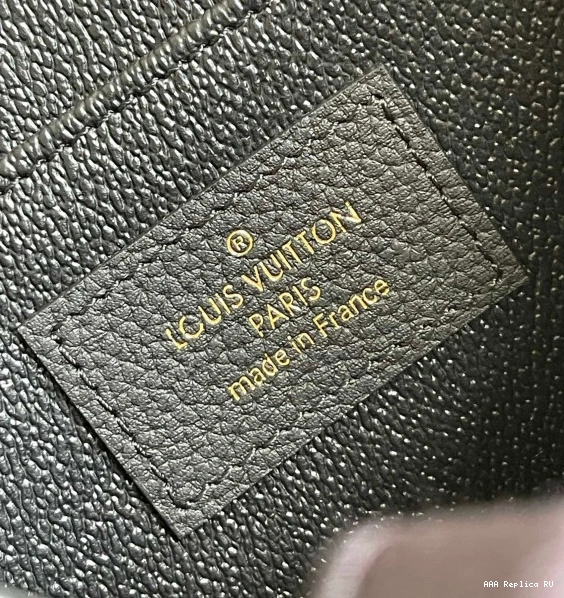 ®
LOUIS VUITTON
PARIS
made in France
AAA Replica RU